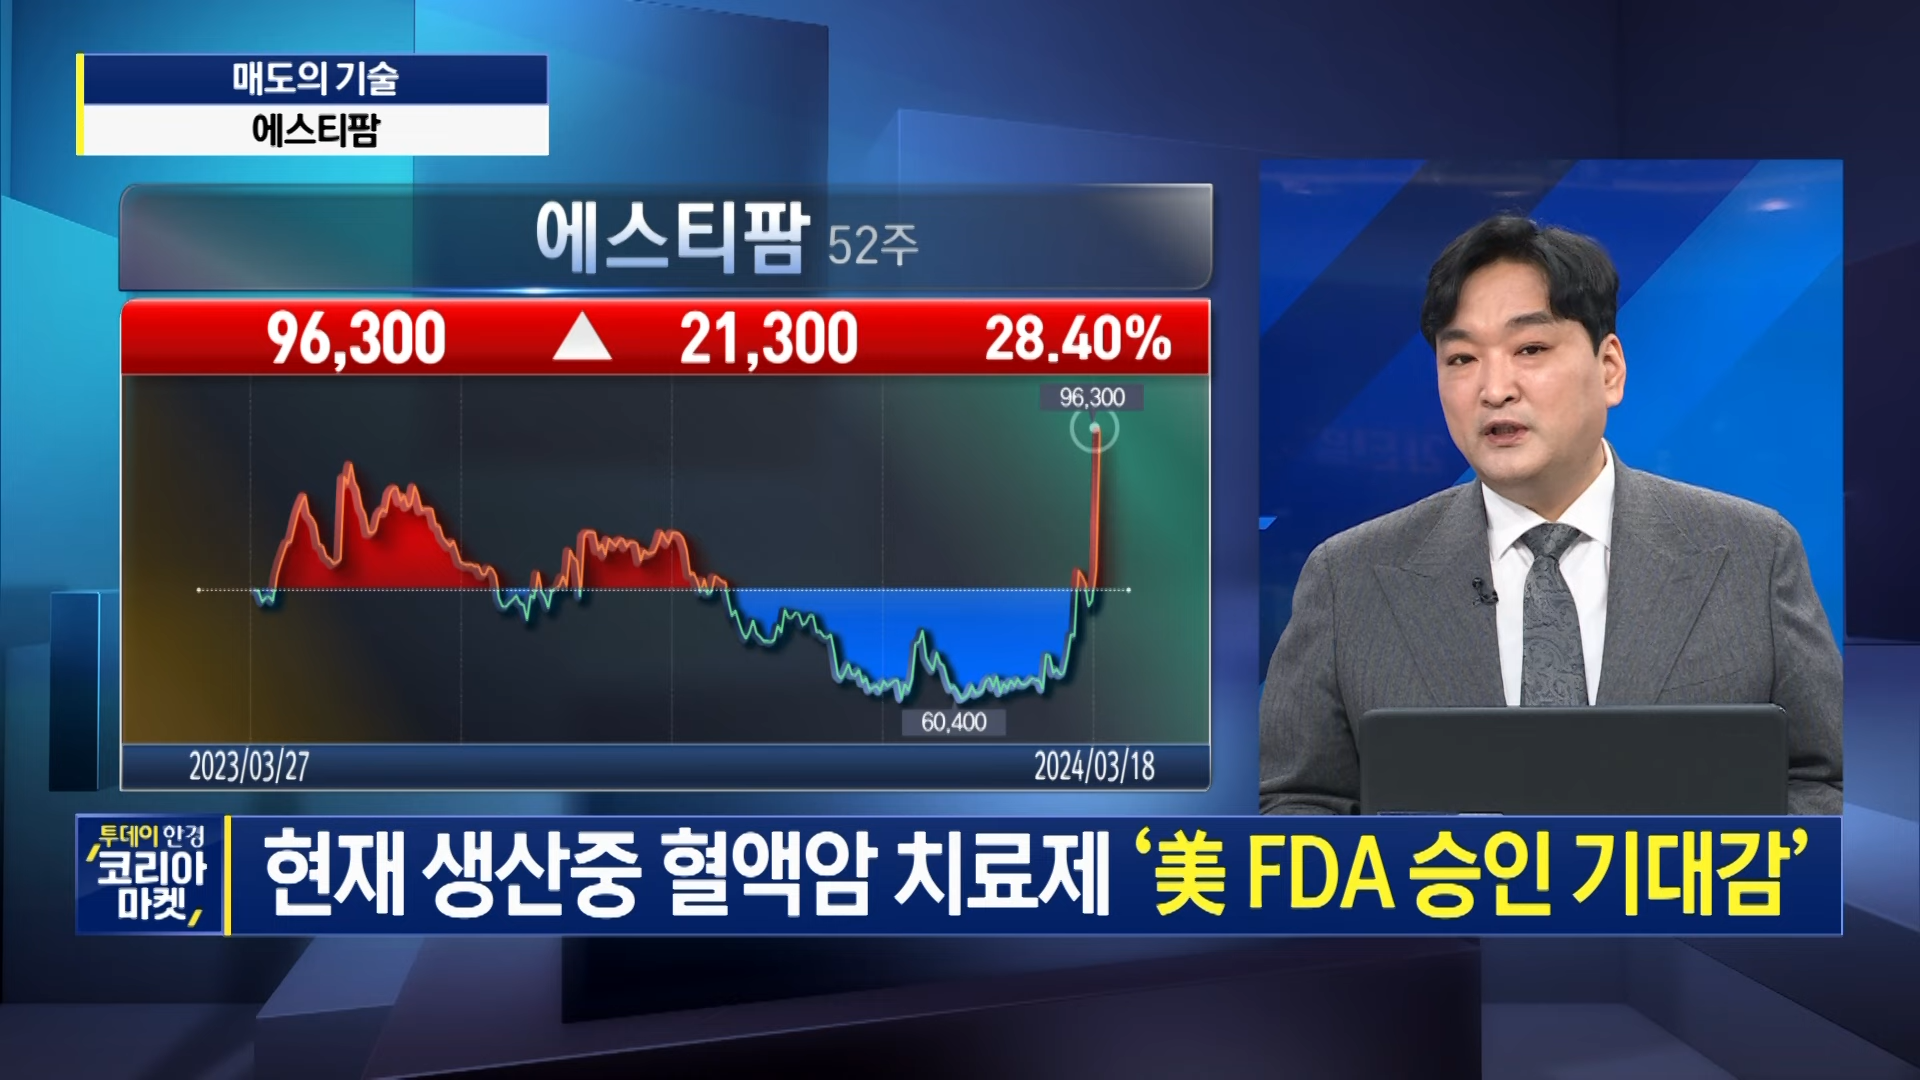 매도의 기술
에스티팜
에스티팜 52주
96,300 ▲ 21,300 28.40%
96,300
60,400
2023/03/27 2024/03/18
투데이 한경
코리아
마켓
현재 생산중 혈액암 치료제 ‘美 FDA 승인 기대감’